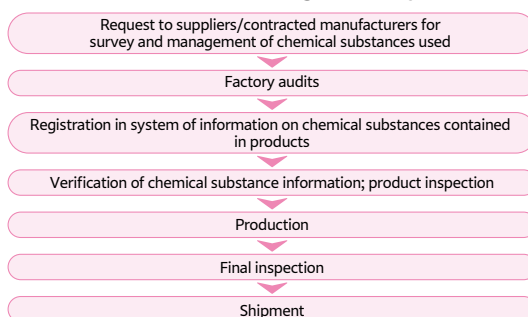 Request to suppliers/contracted manufacturers for
survey and management of chemical substances used
Factory audits
Registration in system of information on chemical substances contained
in products
Verification of chemical substance information; product inspection
Production
Final inspection
Shipment